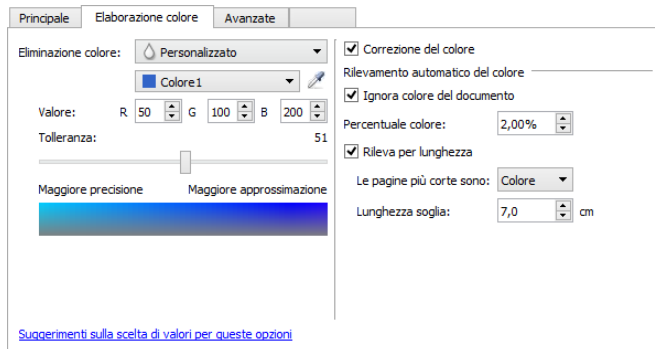 Principale Elaborazione colore Avanzate
Eliminazione colore: Personalizzato
Colore1
Valore: R 50 G 100 B 200
Tolleranza: 51
Maggiore precisione Maggiore approssimazione
Suggerimenti sulla scelta di valori per queste opzioni
Correzione del colore
Rilevamento automatico del colore
Ignora colore del documento
Percentuale colore: 2,00%
Rileva per lunghezza
Le pagine più corte sono: Colore
Lunghezza soglia: 7,0 cm